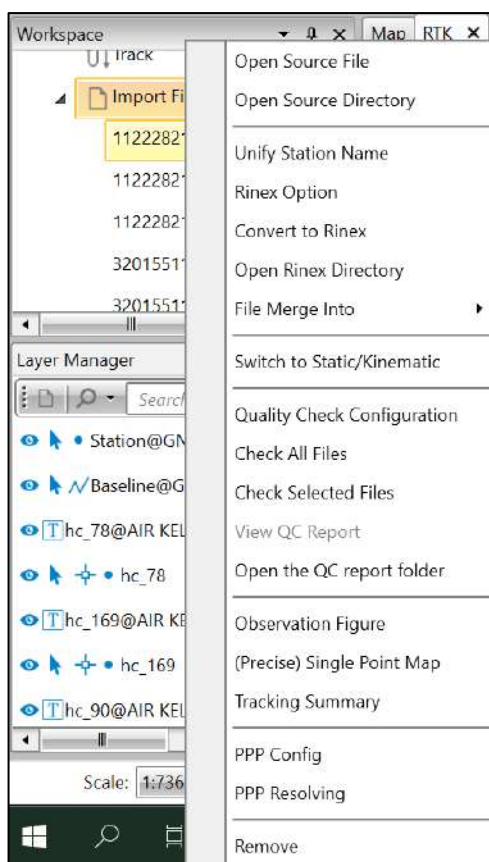 Workspace
Map RTK
Track
Import Fi
1122282
1122282
1122282
3201551
3201551
Layer Manager
Search
Station@GN
Baseline@G
hc_78@AIR KEL
hc_78
hc_169@AIR KE
hc_169
hc_90@AIR KEL
Scale: 1:736
Open Source File
Open Source Directory
Unify Station Name
Rinex Option
Convert to Rinex
Open Rinex Directory
File Merge Into
Switch to Static/Kinematic
Quality Check Configuration
Check All Files
Check Selected Files
View QC Report
Open the QC report folder
Observation Figure
(Precise) Single Point Map
Tracking Summary
PPP Config
PPP Resolving
Remove